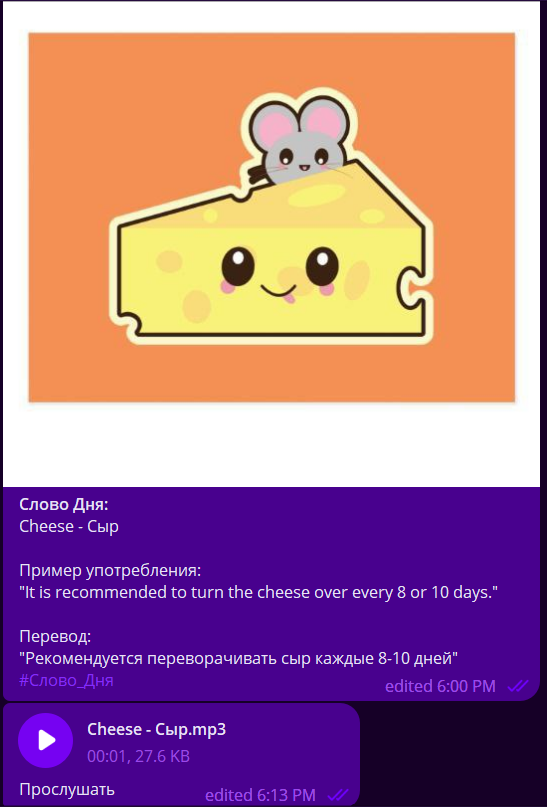 Слово Дня:
Cheese - Сыр
Пример употребления:
"It is recommended to turn the cheese over every 8 or 10 days."
Перевод:
"Рекомендуется переворачивать сыр каждые 8-10 дней"
#Слово_Дня
edited 6:00 PM
Cheese - Сыр.mp3
00:01, 27.6 KB
Прослушать
edited 6:13 PM